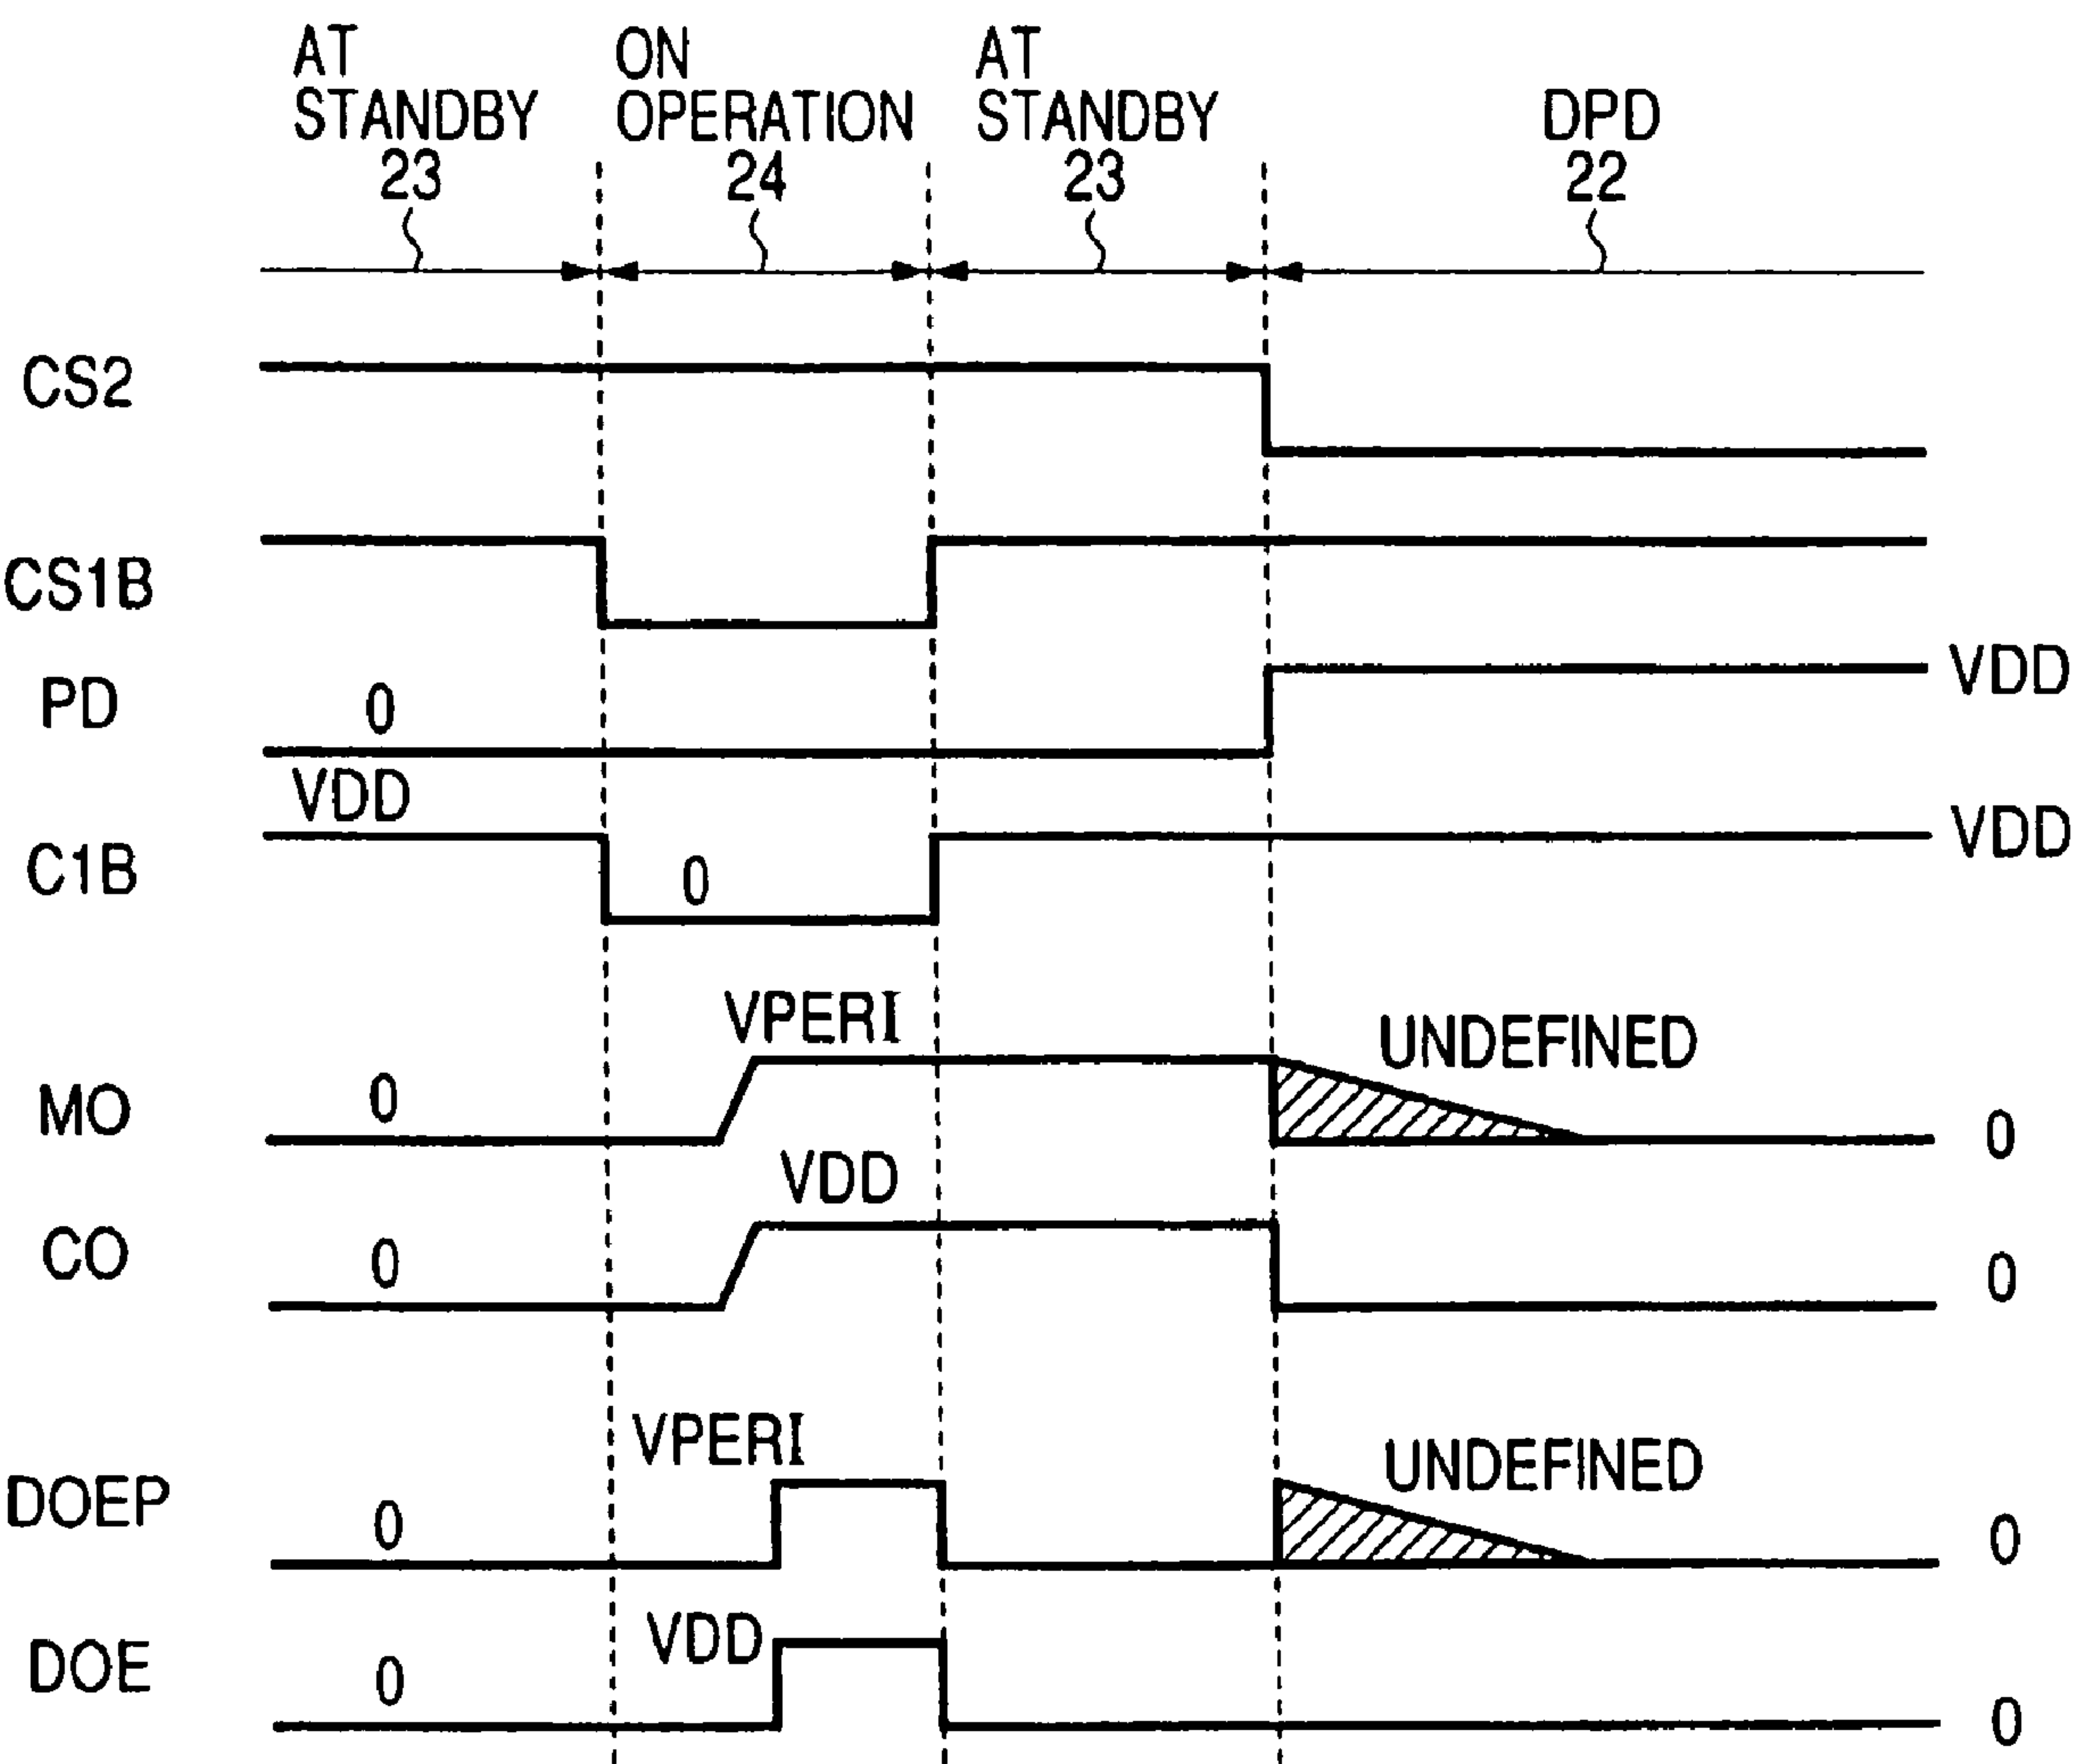 AT
STANDBY
23
ON
OPERATION
24
AT
STANDBY
23
DPD
22
CS2
CS1B
PD
0
VDD
C1B
VDD
0
VDD
MO
0
VPERI
UNDEFINED
0
CO
0
VDD
0
DOEP
0
VPERI
UNDEFINED
0
DOE
0
VDD
0